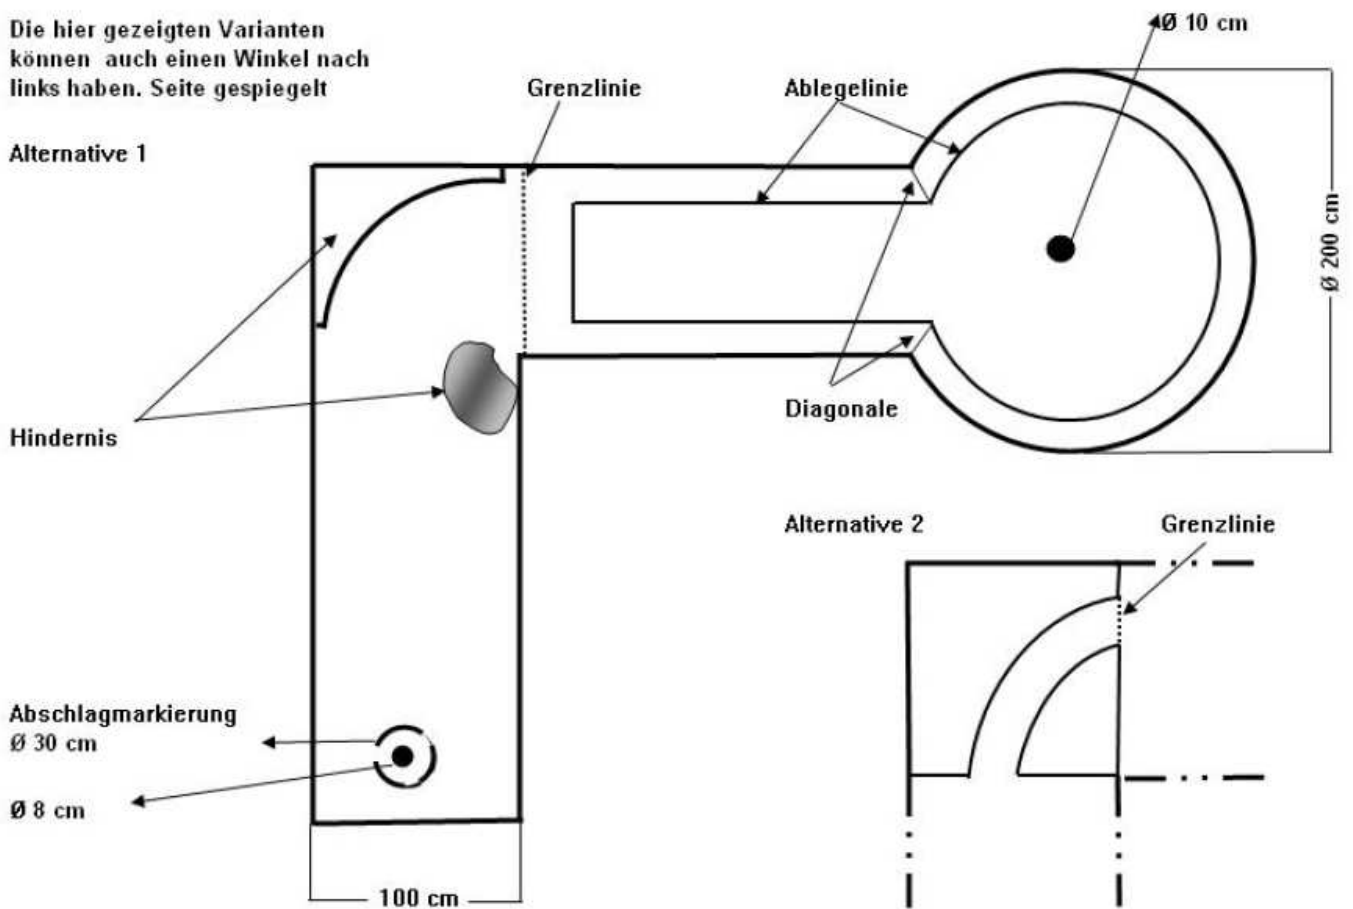 Die hier gezeigten Varianten
können auch einen Winkel nach
links haben. Seite gespiegelt
Alternative 1
Grenzlinie
Ablegelinie
Ø 10 cm
Ø 200 cm
Hindernis
Diagonale
Alternative 2
Grenzlinie
Abschlagmarkierung
Ø 30 cm
Ø 8 cm
100 cm